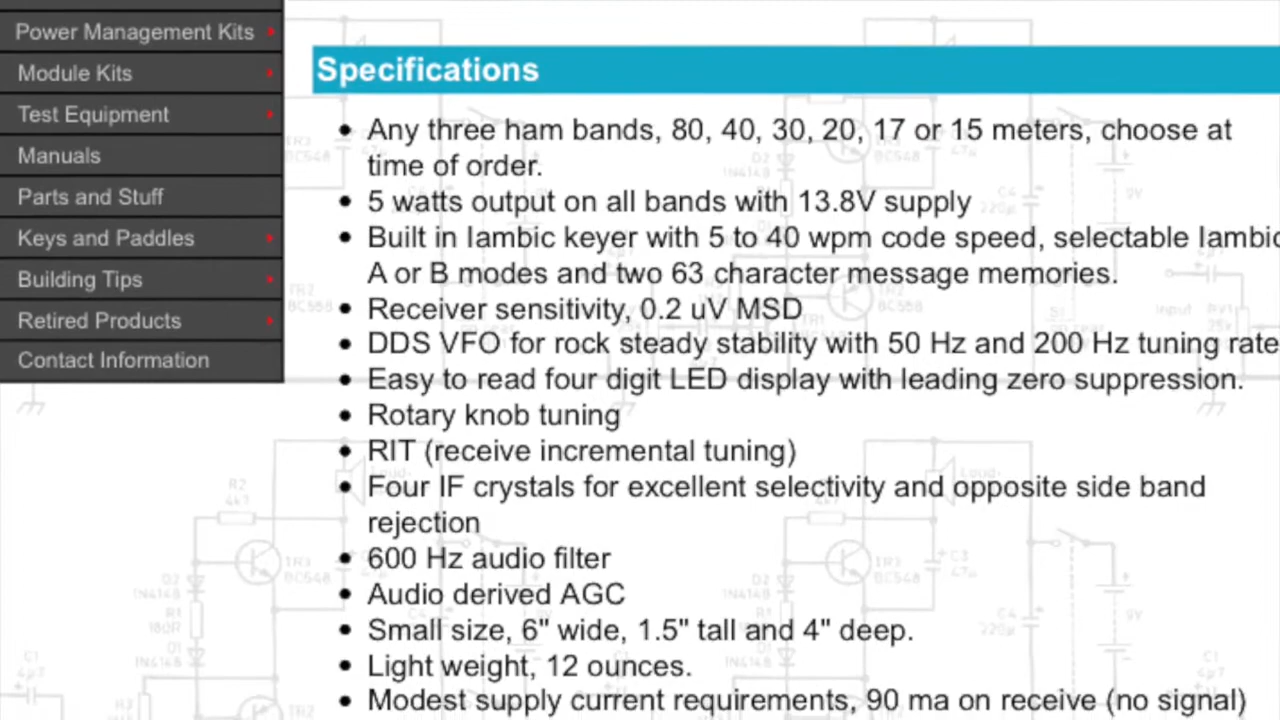 Power Management Kits
Module Kits
Test Equipment
Manuals
Parts and Stuff
Keys and Paddles
Building Tips
Retired Products
Contact Information
Specifications
Any three ham bands, 80, 40, 30, 20, 17 or 15 meters, choose at
time of order.
5 watts output on all bands with 13.8V supply
Built in Iambic keyer with 5 to 40 wpm code speed, selectable Iambic
A or B modes and two 63 character message memories.
Receiver sensitivity, 0.2 uV MSD
DDS VFO for rock steady stability with 50 Hz and 200 Hz tuning rate
Easy to read four digit LED display with leading zero suppression.
Rotary knob tuning
RIT (receive incremental tuning)
Four IF crystals for excellent selectivity and opposite side band
rejection
600 Hz audio filter
Audio derived AGC
Small size, 6" wide, 1.5" tall and 4" deep.
Light weight, 12 ounces.
Modest supply current requirements, 90 ma on receive (no signal)